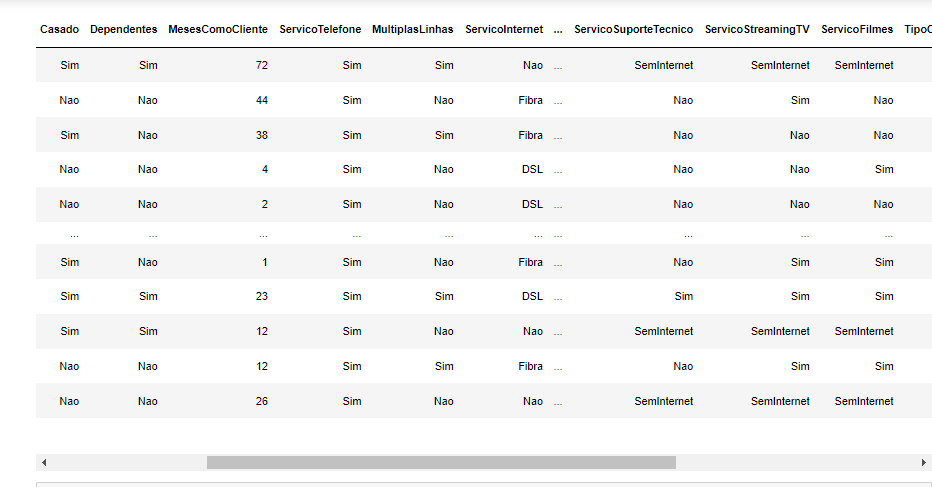 Casado Dependentes MesesComoCliente ServicoTelefone MultiplasLinhas ServicoInternet ... ServicoSuporteTecnico ServicoStreamingTV ServicoFilmes TipoC
Sim Sim 72 Sim Sim Nao ... SemInternet SemInternet SemInternet
Nao Nao 44 Sim Nao Fibra ... Nao Sim Nao
Sim Nao 38 Sim Sim Fibra ... Nao Nao Nao
Nao Nao 4 Sim Nao DSL ... Nao Nao Sim
Nao Nao 2 Sim Nao DSL ... Nao Nao Nao
... ... ... ... ... ... ... ... ... ...
Sim Nao 1 Sim Nao Fibra ... Nao Sim Sim
Sim Sim 23 Sim Sim DSL ... Sim Sim Sim
Sim Sim 12 Sim Nao Nao ... SemInternet SemInternet SemInternet
Nao Nao 12 Sim Sim Fibra ... Nao Sim Sim
Nao Nao 26 Sim Nao Nao ... SemInternet SemInternet SemInternet